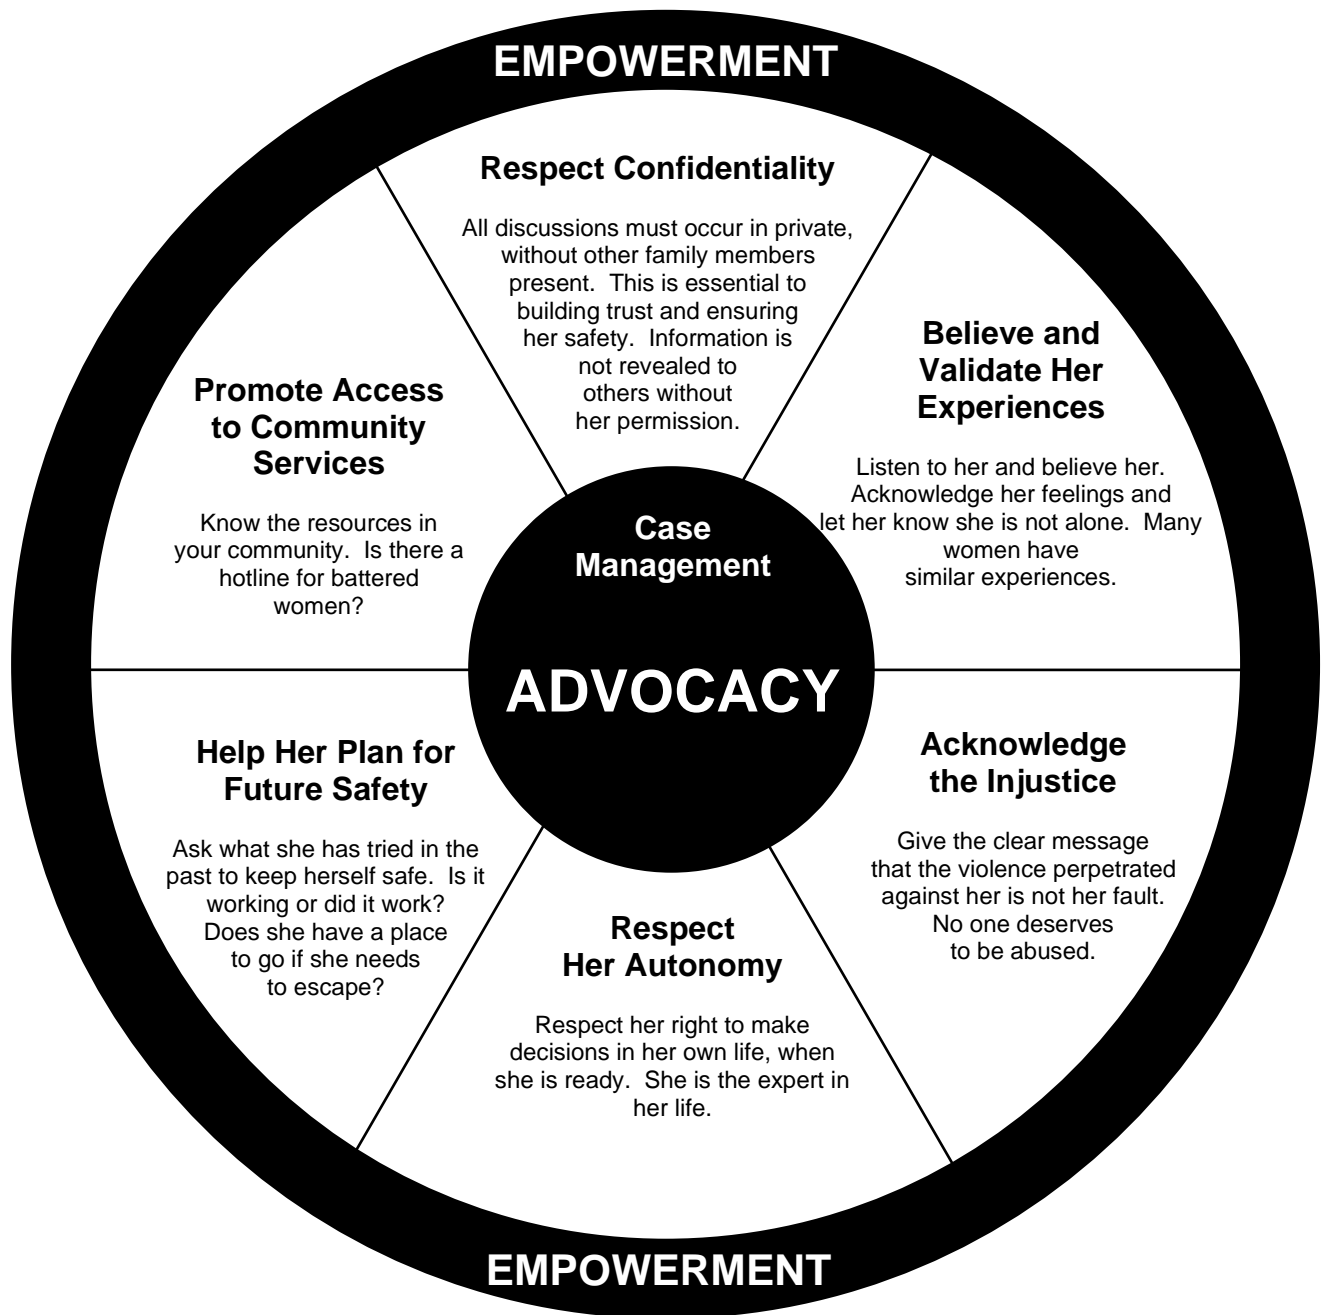 EMPOWERMENT
Respect Confidentiality
All discussions must occur in private,
without other family members
present. This is essential to
building trust and ensuring
her safety. Information is
not revealed to
others without
her permission.
Believe and
Validate Her
Experiences
Listen to her and believe her.
Acknowledge her feelings and
let her know she is not alone. Many
women have
similar experiences.
Acknowledge
the Injustice
Give the clear message
that the violence perpetrated
against her is not her fault.
No one deserves
to be abused.
Respect
Her Autonomy
Respect her right to make
decisions in her own life, when
she is ready. She is the expert in
her life.
Help Her Plan for
Future Safety
Ask what she has tried in the
past to keep herself safe. Is it
working or did it work?
Does she have a place
to go if she needs
to escape?
Promote Access
to Community
Services
Know the resources in
your community. Is there a
hotline for battered
women?
Case
Management
ADVOCACY
EMPOWERMENT